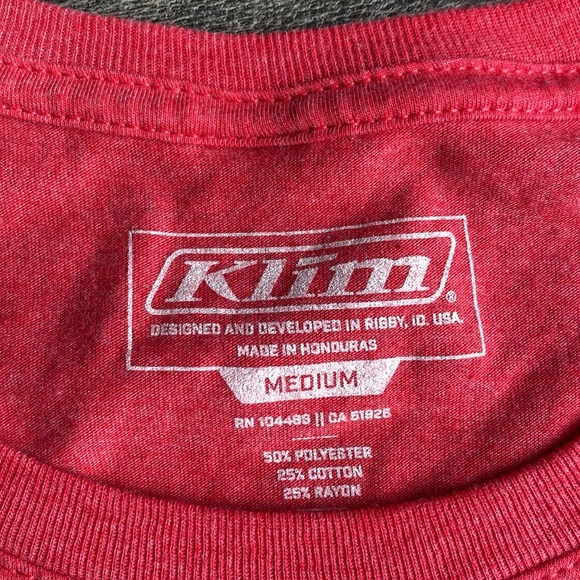 Klim®
DESIGNED AND DEVELOPED IN RIGBY, ID. USA.
MADE IN HONDURAS
MEDIUM
RN 104489 || CA 51925
50% POLYESTER
25% COTTON
25% RAYON